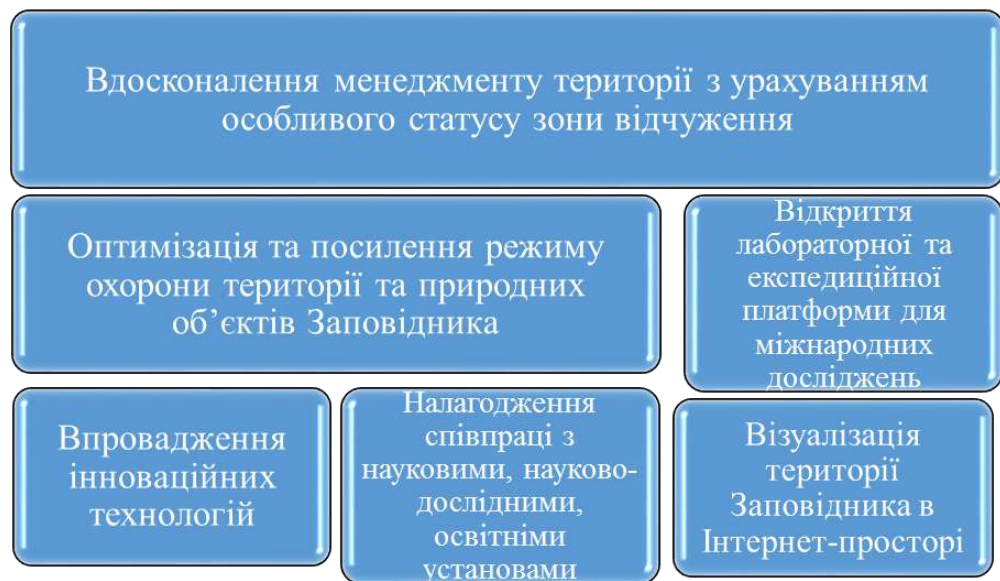 Вдосконалення менеджменту території з урахуванням
особливого статусу зони відчуження
Оптимізація та посилення режиму
охорони території та природних
об’єктів Заповідника
Відкриття
лабораторної та
експедиційної
платформи для
міжнародних
досліджень
Впровадження
інноваційних
технологій
Налагодження
співпраці з
науковими, науково-
дослідними,
освітніми
установами
Візуалізація
території
Заповідника в
Інтернет-просторі